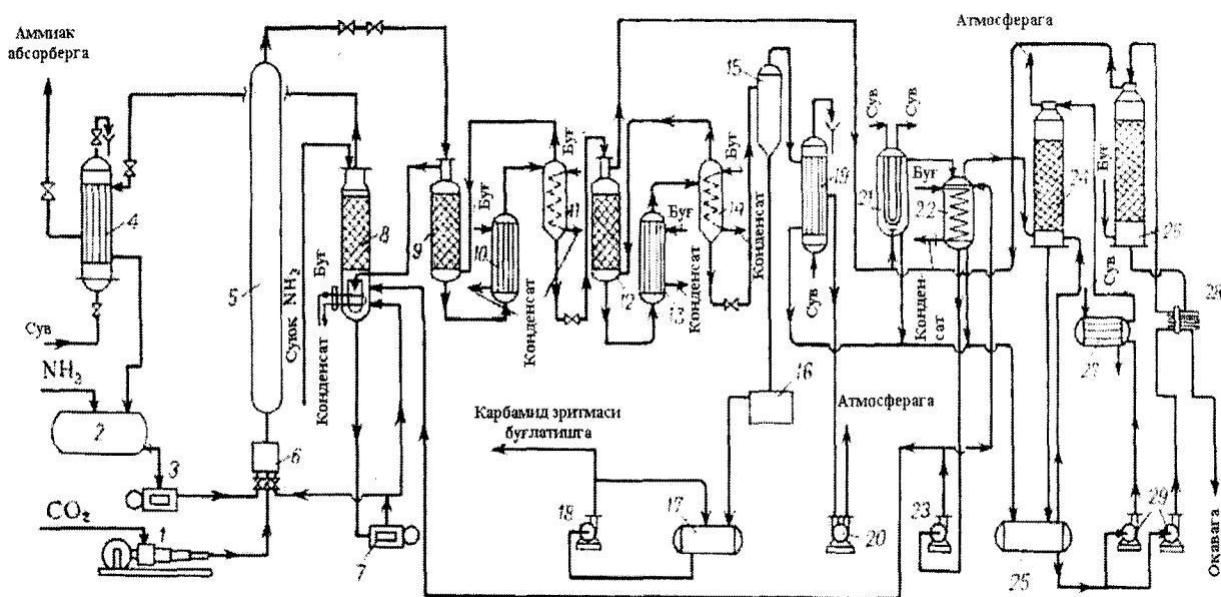 Аммиак
абсорберга
Атмосферага
15
Сув
Сув
Буғ
Буғ
Буғ
Буғ
Буғ
Буғ
4
5
8
9
10
11
12
13
14
19
21
22
24
26
Суюк NH3
Буғ
Конденсат
Конденсат
Конденсат
Конденсат
Конден
сат
Сув
Сув
Сув
28
27
16
NH3
2
6
Карбамид эритмаси
буғлатишга
Атмосферага
3
CO2
1
7
18
17
20
23
25
29
Оқавага